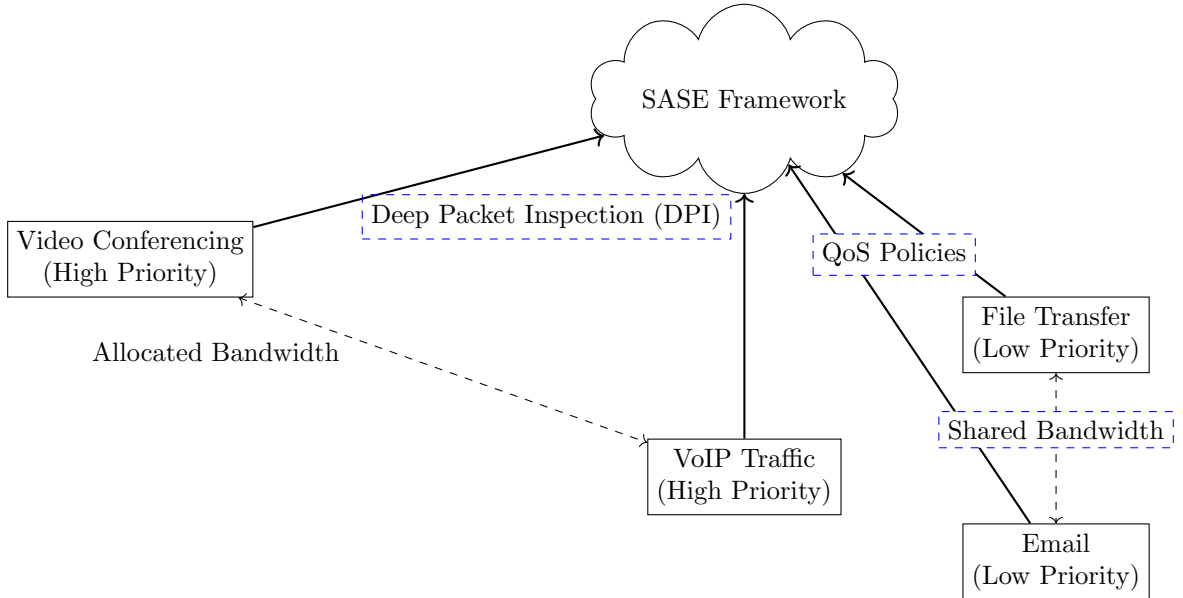 SASE Framework
Deep Packet Inspection (DPI)
Video Conferencing
(High Priority)
QoS Policies
File Transfer
(Low Priority)
Allocated Bandwidth
Shared Bandwidth
VoIP Traffic
(High Priority)
Email
(Low Priority)